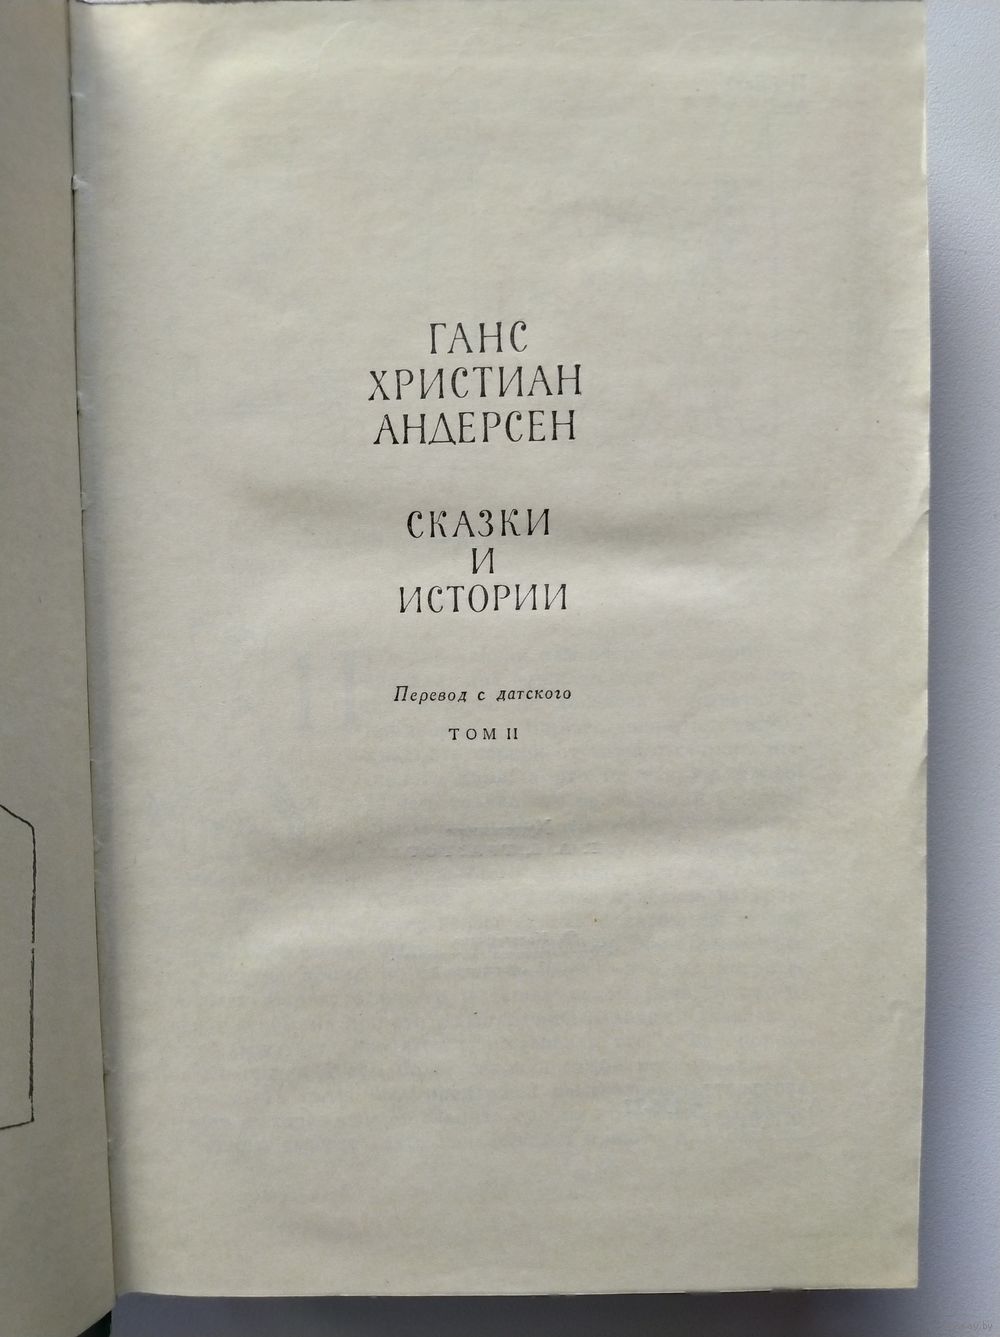 ГАНС
ХРИСТИАН
АНДЕРСЕН
СКАЗКИ
И
ИСТОРИИ
Перевод с датского
ТОМ II